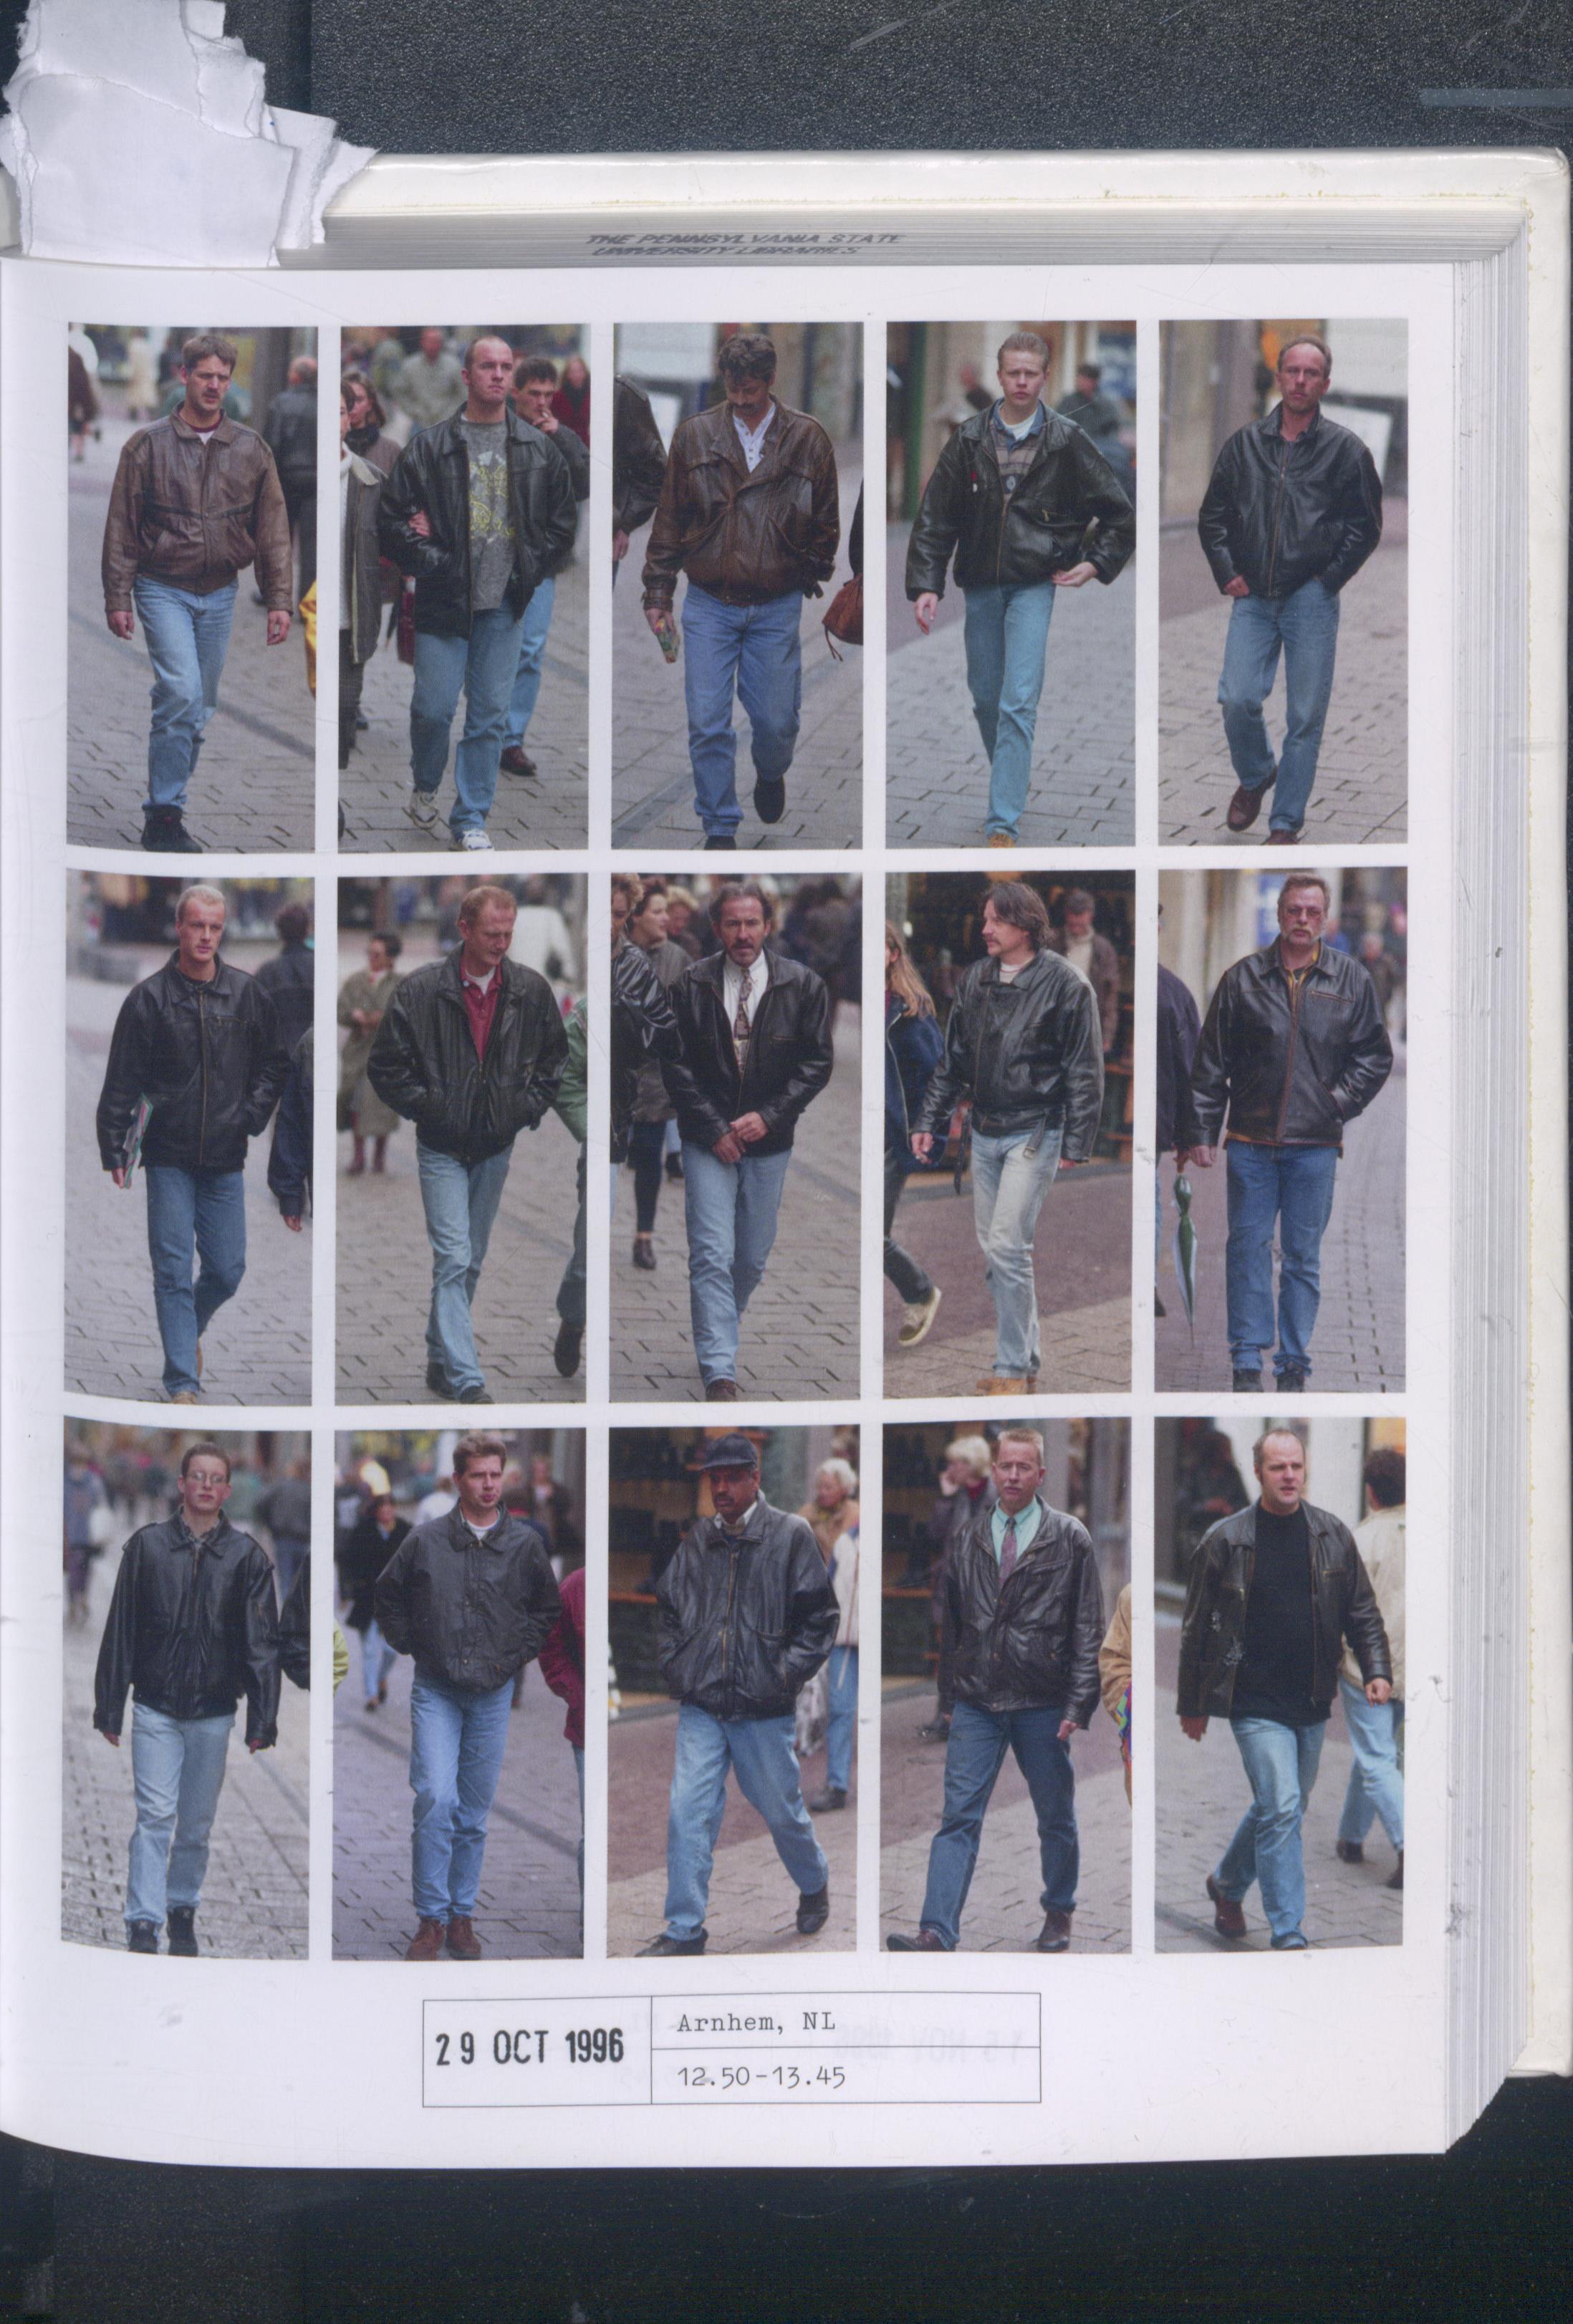 THE PENNSYLVANIA STATE
UNIVERSITY LIBRARIES
29 OCT 1996
Arnhem, NL
12.50-13.45